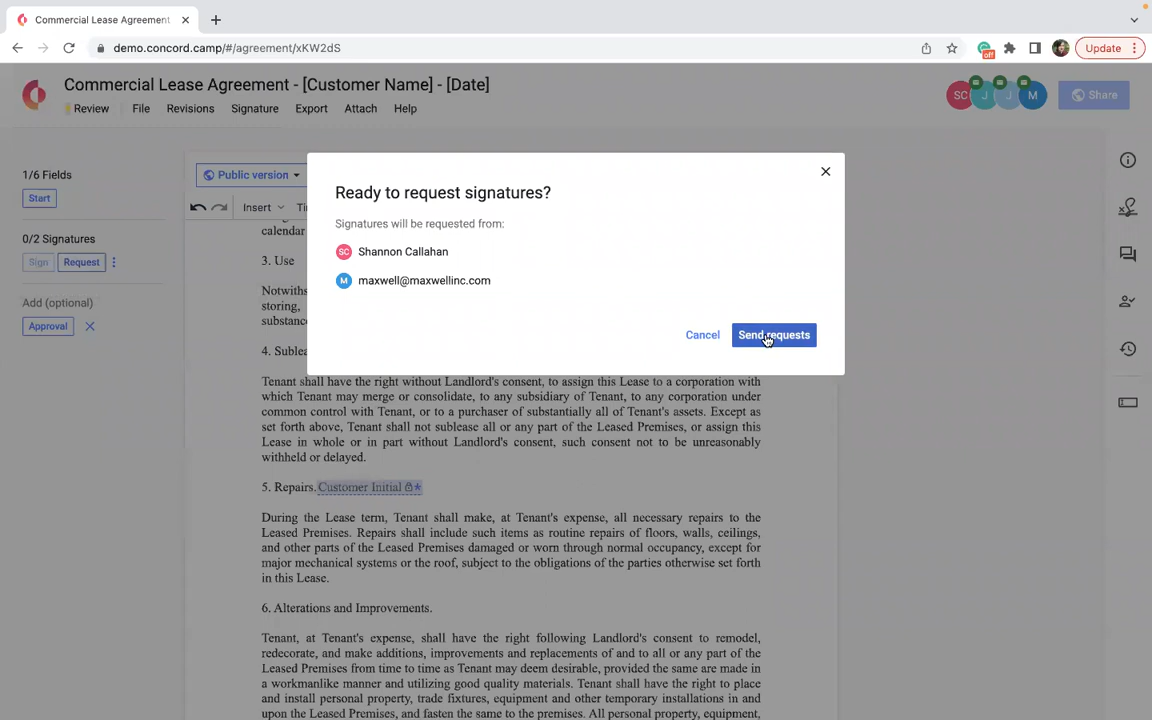 Commercial Lease Agreement
demo.concord.camp/#/agreement/xKW2dS
off
Update
Commercial Lease Agreement - [Customer Name] - [Date]
Review File Revisions Signature Export Attach Help
SC J J M Share
1/6 Fields
Start
0/2 Signatures
Sign Request
Add (optional)
Approval
Public version
Insert
Ready to request signatures?
Signatures will be requested from:
SC Shannon Callahan
M maxwell@maxwellinc.com
Cancel Send requests
calendar
3. Use
storing,
4.
Tenant shall have the right without Landlord's consent, to assign this Lease to a corporation with
which Tenant may merge or consolidate, to any subsidiary of Tenant, to any corporation under
common control with Tenant, or to a purchaser of substantially all of Tenant's assets. Except as
set forth above, Tenant shall not sublease all or any part of the Leased Premises, or assign this
Lease in whole or in part without Landlord's consent, such consent not to be unreasonably
withheld or delayed.
5. Repairs. Customer Initial *
During the Lease term, Tenant shall make, at Tenant's expense, all necessary repairs to the
Leased Premises. Repairs shall include such items as routine repairs of floors, walls, ceilings,
and other parts of the Leased Premises damaged or worn through normal occupancy, except for
major mechanical systems or the roof, subject to the obligations of the parties otherwise set forth
in this Lease.
6. Alterations and Improvements.
Tenant, at Tenant's expense, shall have the right following Landlord's consent to remodel,
redecorate, and make additions, improvements and replacements of and to all or any part of the
Leased Premises from time to time as Tenant may deem desirable, provided the same are made in
a workmanlike manner and utilizing good quality materials. Tenant shall have the right to place
and install personal property, trade fixtures, equipment and other temporary installations in and
upon the Leased Premises, and fasten the same to the premises. All personal property, equipment,